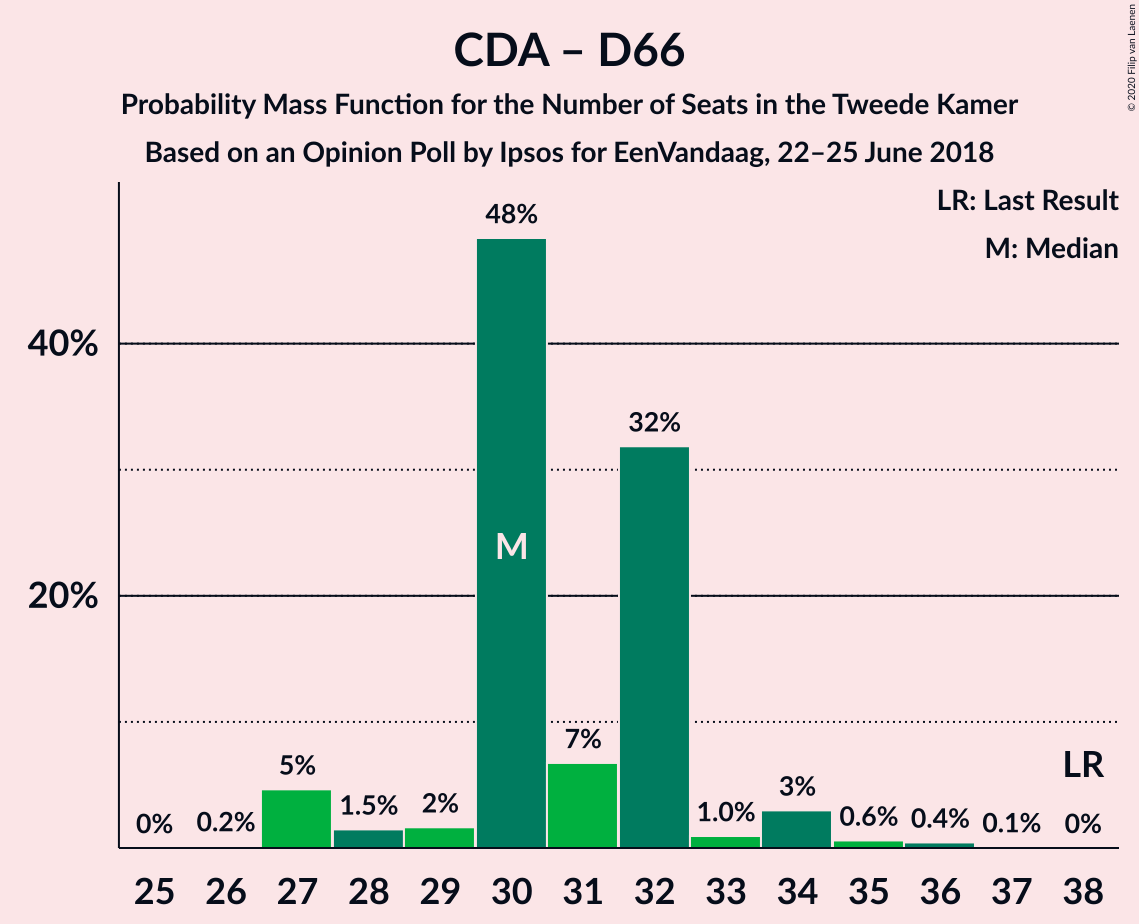 CDA – D66
Probability Mass Function for the Number of Seats in the Tweede Kamer
Based on an Opinion Poll by Ipsos for EenVandaag, 22–25 June 2018
© 2020 Filip van Laenen
LR: Last Result
M: Median
48%
40%
32%
M
20%
7%
LR
5%
3%
1.5%
2%
1.0%
0%
0.2%
0.6%
0.4%
0.1%
0%
25 26 27 28 29 30 31 32 33 34 35 36 37 38